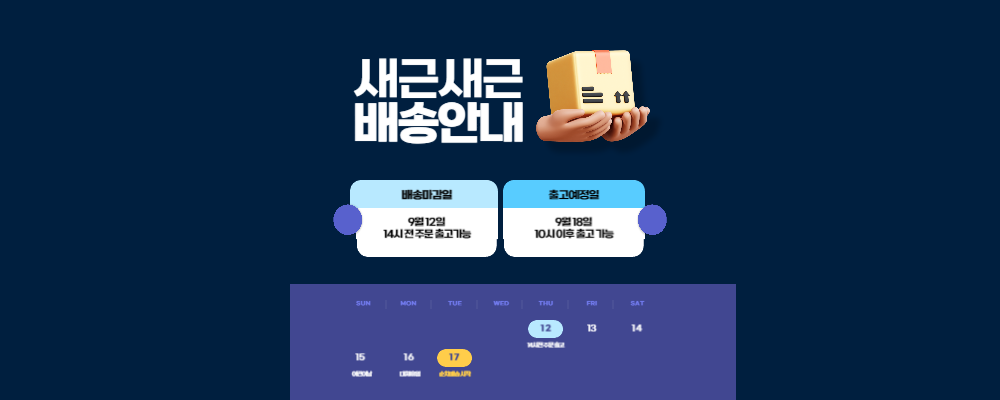 새근새근
배송안내
배송마감일
출고예정일
9월 12일
14시 전 주문 출고가능
9월 18일
10시 이후 출고 가능
SUN MON TUE WED THU FRI SAT
12 13 14
14시전 주문 출고
15 16 17